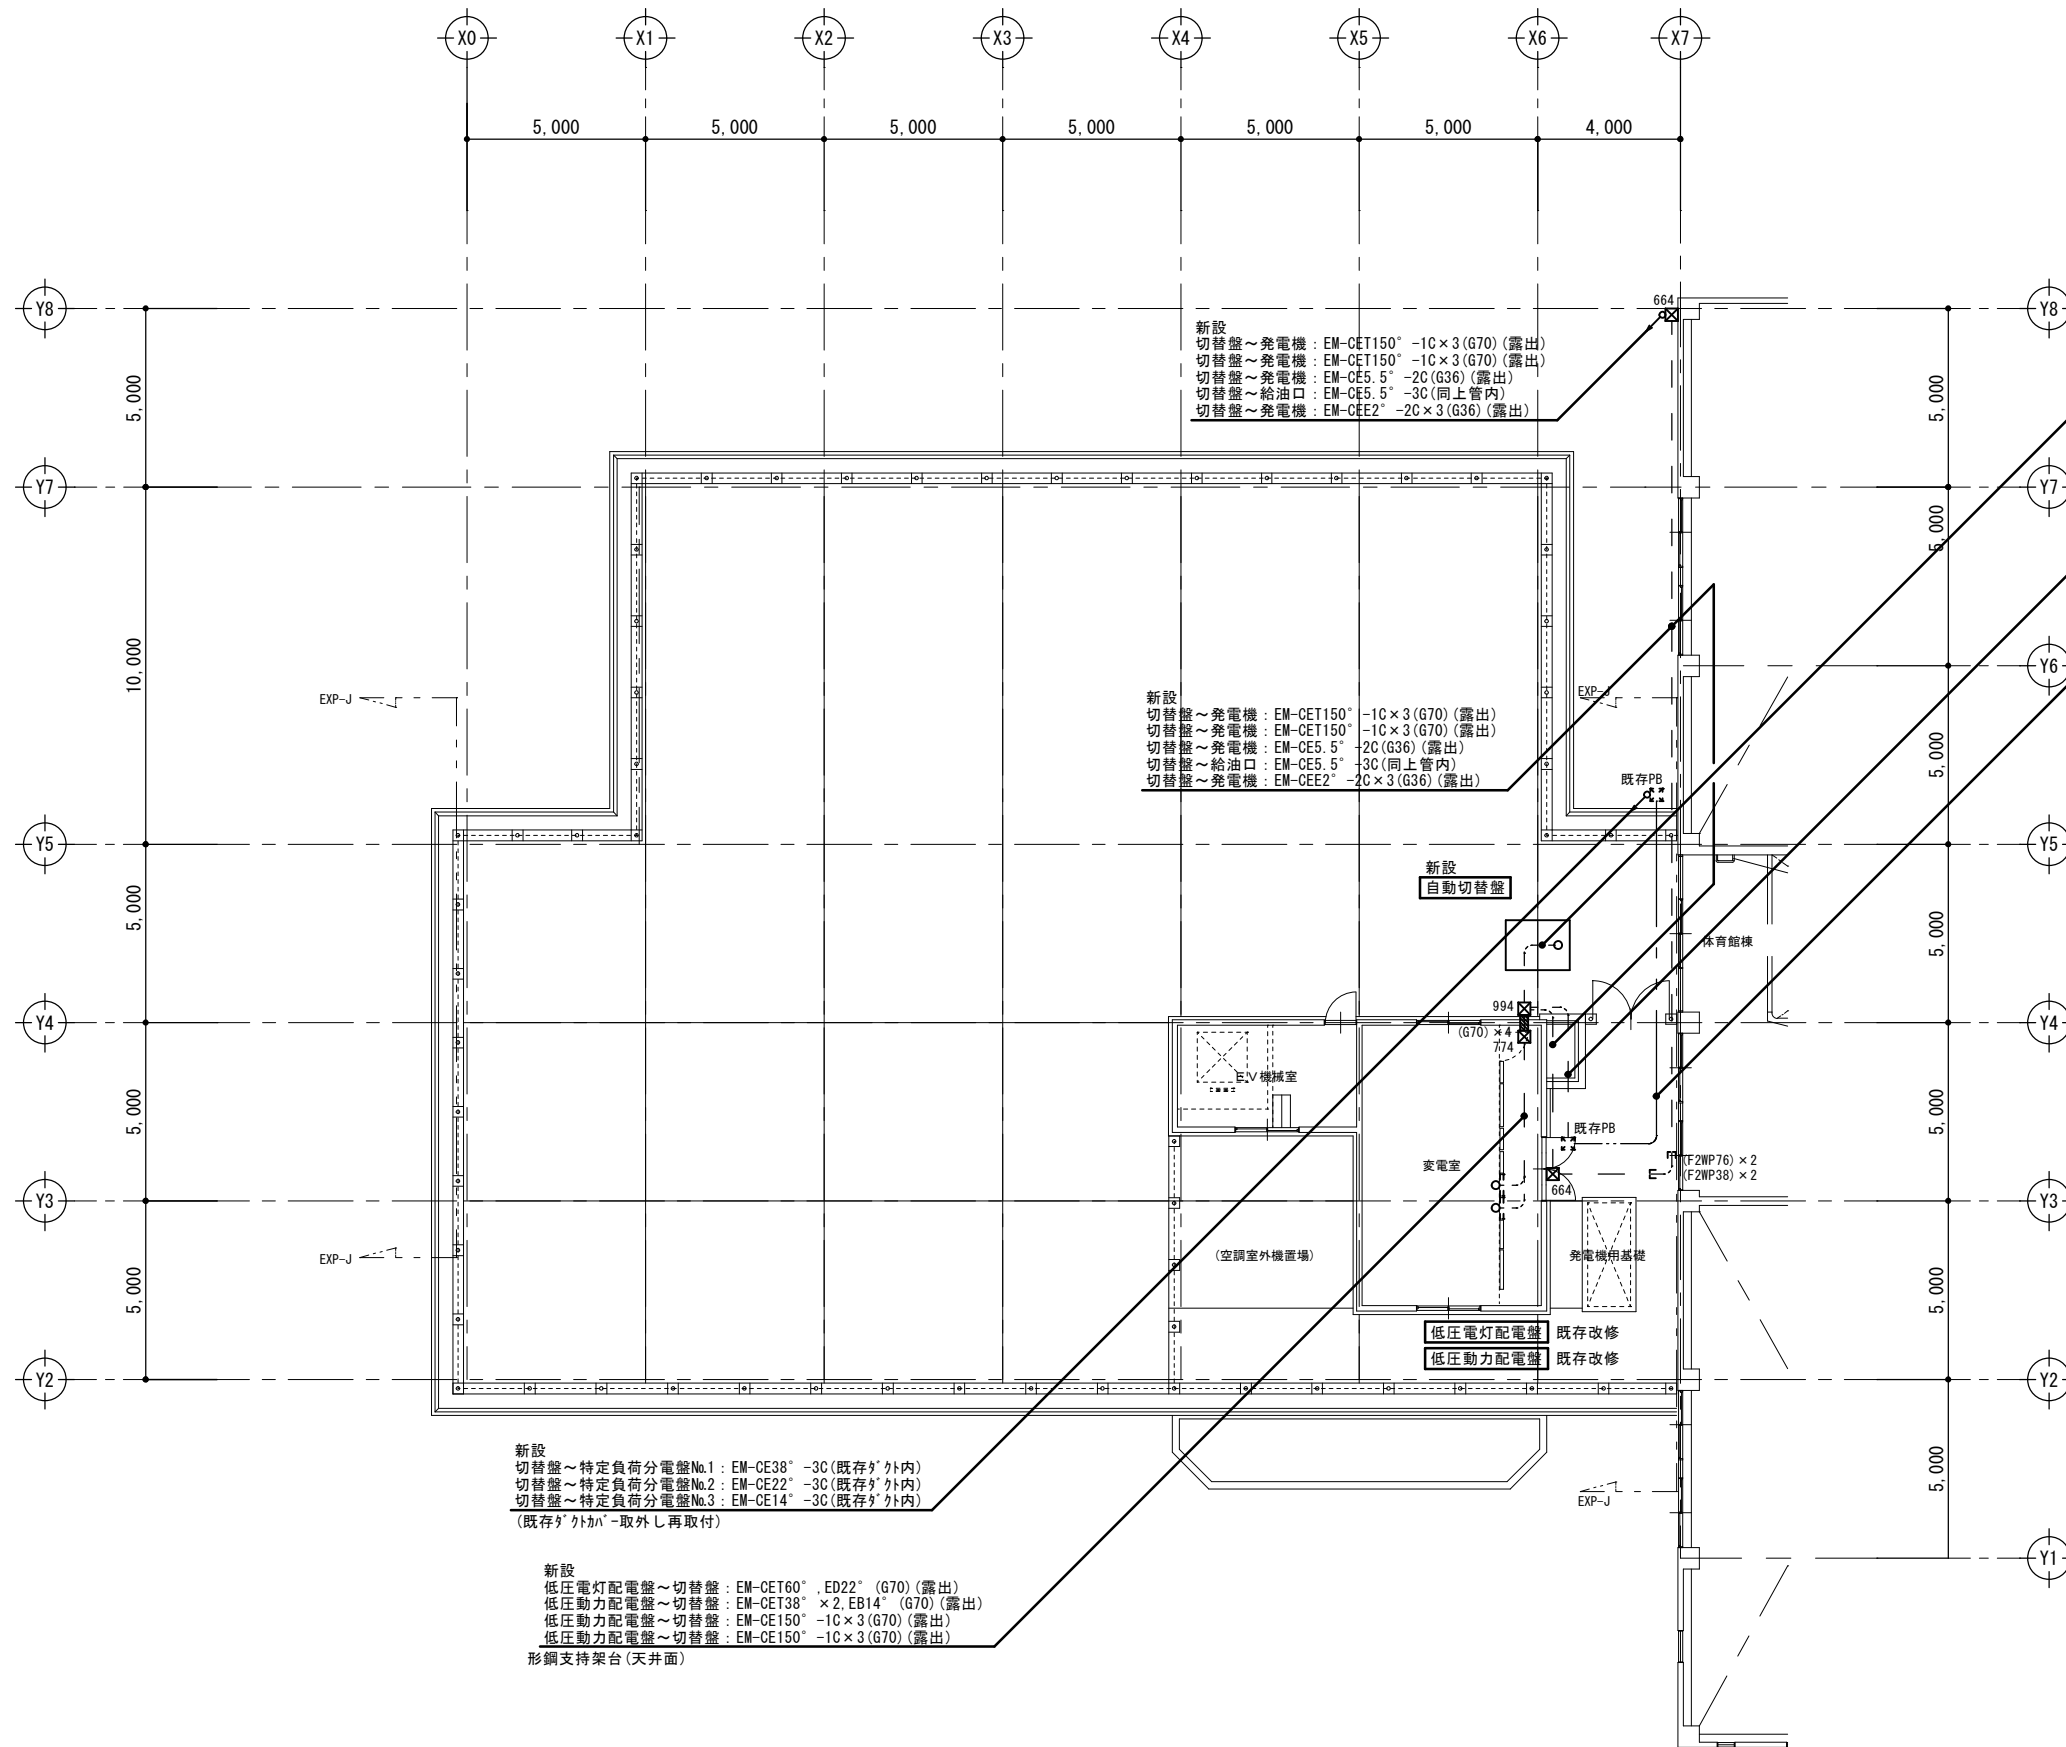 X0 X1 X2 X3 X4 X5 X6 X7
5,000 5,000 5,000 5,000 5,000 5,000 4,000
Y8
Y7
Y5
Y4
Y3
Y2
5,000
10,000
5,000
5,000
5,000
664
新設
切替盤～発電機：EM-CET150°-1C×3(G70)(露出)
切替盤～発電機：EM-CET150°-1C×3(G70)(露出)
切替盤～発電機：EM-CE5.5°-2C(G36)(露出)
切替盤～給油口：EM-CE5.5°-3C(同上管内)
切替盤～発電機：EM-CEE2°-2C×3(G36)(露出)
EXP-J
EXP-J
新設
切替盤～発電機：EM-CET150°-1C×3(G70)(露出)
切替盤～発電機：EM-CET150°-1C×3(G70)(露出)
切替盤～発電機：EM-CE5.5°-2C(G36)(露出)
切替盤～給油口：EM-CE5.5°-3C(同上管内)
切替盤～発電機：EM-CEE2°-2C×3(G36)(露出)
既存PB
新設
自動切替盤
体育館棟
994
(G70)×4
774
EV機械室
既存PB
変電室
664
(F2WP76)×2
(F2WP38)×2
EXP-J
(空調室外機置場)
発電機用基礎
低圧電灯配電盤 既存改修
低圧動力配電盤 既存改修
EXP-J
新設
切替盤～特定負荷分電盤№1：EM-CE38°-3C(既存ﾀﾞｸﾄ内)
切替盤～特定負荷分電盤№2：EM-CE22°-3C(既存ﾀﾞｸﾄ内)
切替盤～特定負荷分電盤№3：EM-CE14°-3C(既存ﾀﾞｸﾄ内)
(既存ﾀﾞｸﾄｶﾊﾞｰ取外し再取付)
新設
低圧電灯配電盤～切替盤：EM-CET60°,ED22°(G70)(露出)
低圧動力配電盤～切替盤：EM-CET38°×2,EB14°(G70)(露出)
低圧動力配電盤～切替盤：EM-CE150°-1C×3(G70)(露出)
低圧動力配電盤～切替盤：EM-CE150°-1C×3(G70)(露出)
形鋼支持架台(天井面)
Y8
Y7
Y6
Y5
Y4
Y3
Y2
Y1
5,000
5,000
5,000
5,000
5,000
5,000
5,000